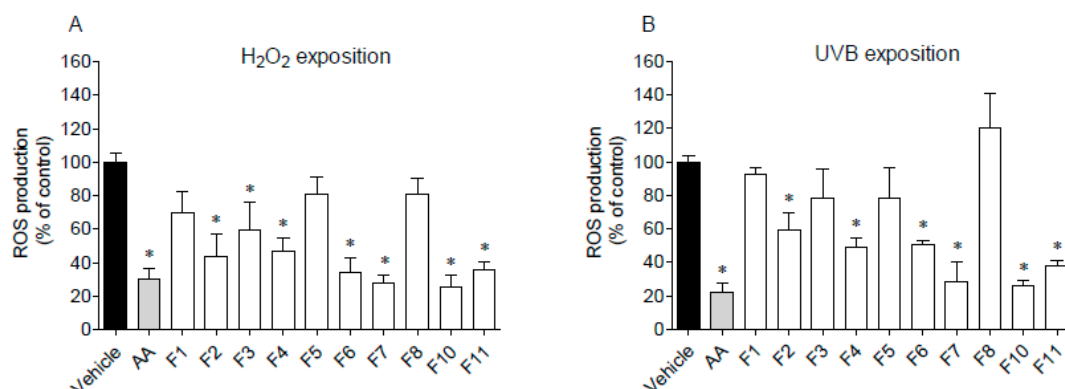 A
H₂O₂ exposition
ROS production
(% of control)
160
140
120
100
80
60
40
20
0
* * * * * * * * *
Vehicle AA F1 F2 F3 F4 F5 F6 F7 F8 F10 F11
B
UVB exposition
ROS production
(% of control)
160
140
120
100
80
60
40
20
0
* * * * * * *
Vehicle AA F1 F2 F3 F4 F5 F6 F7 F8 F10 F11